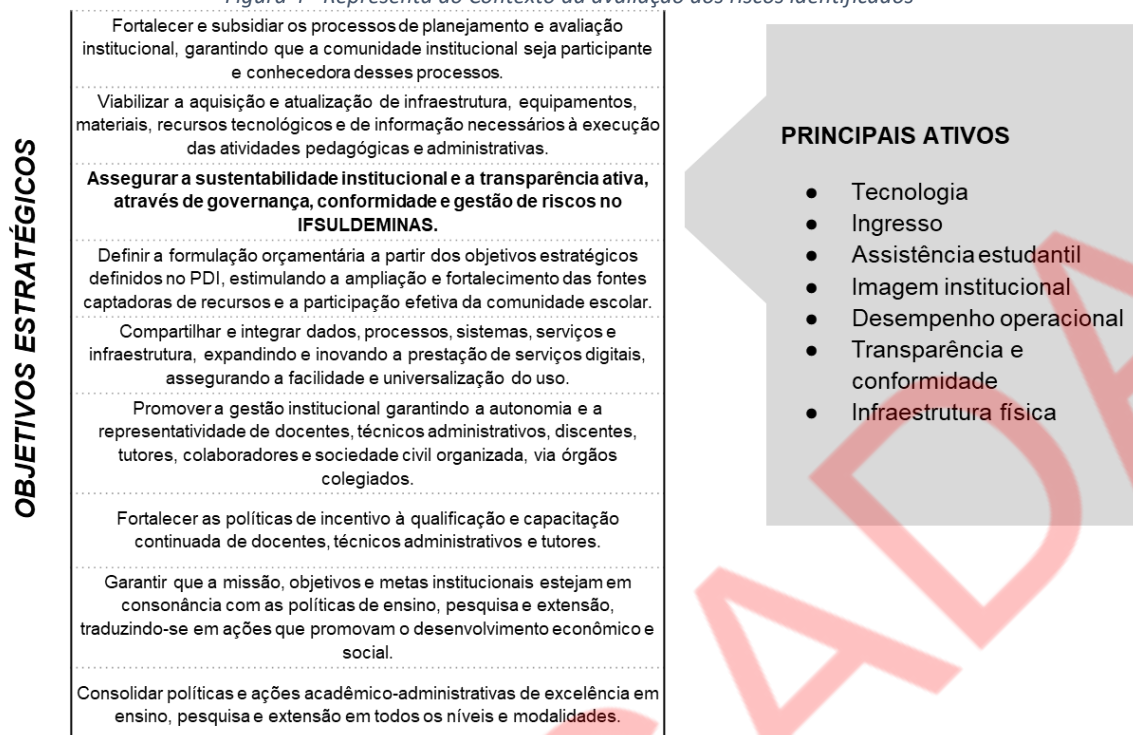 Figura 4 - Representa do Contexto da avaliação dos riscos identificados
OBJETIVOS ESTRATÉGICOS
Fortalecer e subsidiar os processos de planejamento e avaliação
institucional, garantindo que a comunidade institucional seja participante
e conhecedora desses processos.
Viabilizar a aquisição e atualização de infraestrutura, equipamentos,
materiais, recursos tecnológicos e de informação necessários à execução
das atividades pedagógicas e administrativas.
Assegurar a sustentabilidade institucional e a transparência ativa,
através de governança, conformidade e gestão de riscos no
IFSULDEMINAS.
Definir a formulação orçamentária a partir dos objetivos estratégicos
definidos no PDI, estimulando a ampliação e fortalecimento das fontes
captadoras de recursos e a participação efetiva da comunidade escolar.
Compartilhar e integrar dados, processos, sistemas, serviços e
infraestrutura, expandindo e inovando a prestação de serviços digitais,
assegurando a facilidade e universalização do uso.
Promover a gestão institucional garantindo a autonomia e a
representatividade de docentes, técnicos administrativos, discentes,
tutores, colaboradores e sociedade civil organizada, via órgãos
colegiados.
Fortalecer as políticas de incentivo à qualificação e capacitação
continuada de docentes, técnicos administrativos e tutores.
Garantir que a missão, objetivos e metas institucionais estejam em
consonância com as políticas de ensino, pesquisa e extensão,
traduzindo-se em ações que promovam o desenvolvimento econômico e
social.
Consolidar políticas e ações acadêmico-administrativas de excelência em
ensino, pesquisa e extensão em todos os níveis e modalidades.
PRINCIPAIS ATIVOS
● Tecnologia
● Ingresso
● Assistência estudantil
● Imagem institucional
● Desempenho operacional
● Transparência e
conformidade
● Infraestrutura física